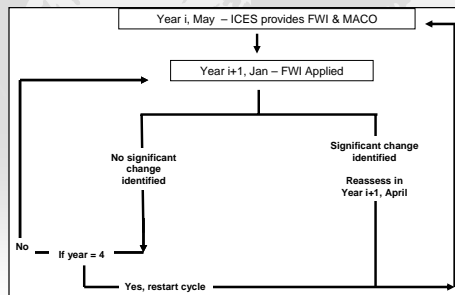 Year i, May – ICES provides FWI & MACO
Year i+1, Jan – FWI Applied
No significant
change
identified
Significant change
identified
Reassess in
Year i+1, April
No
If year = 4
Yes, restart cycle